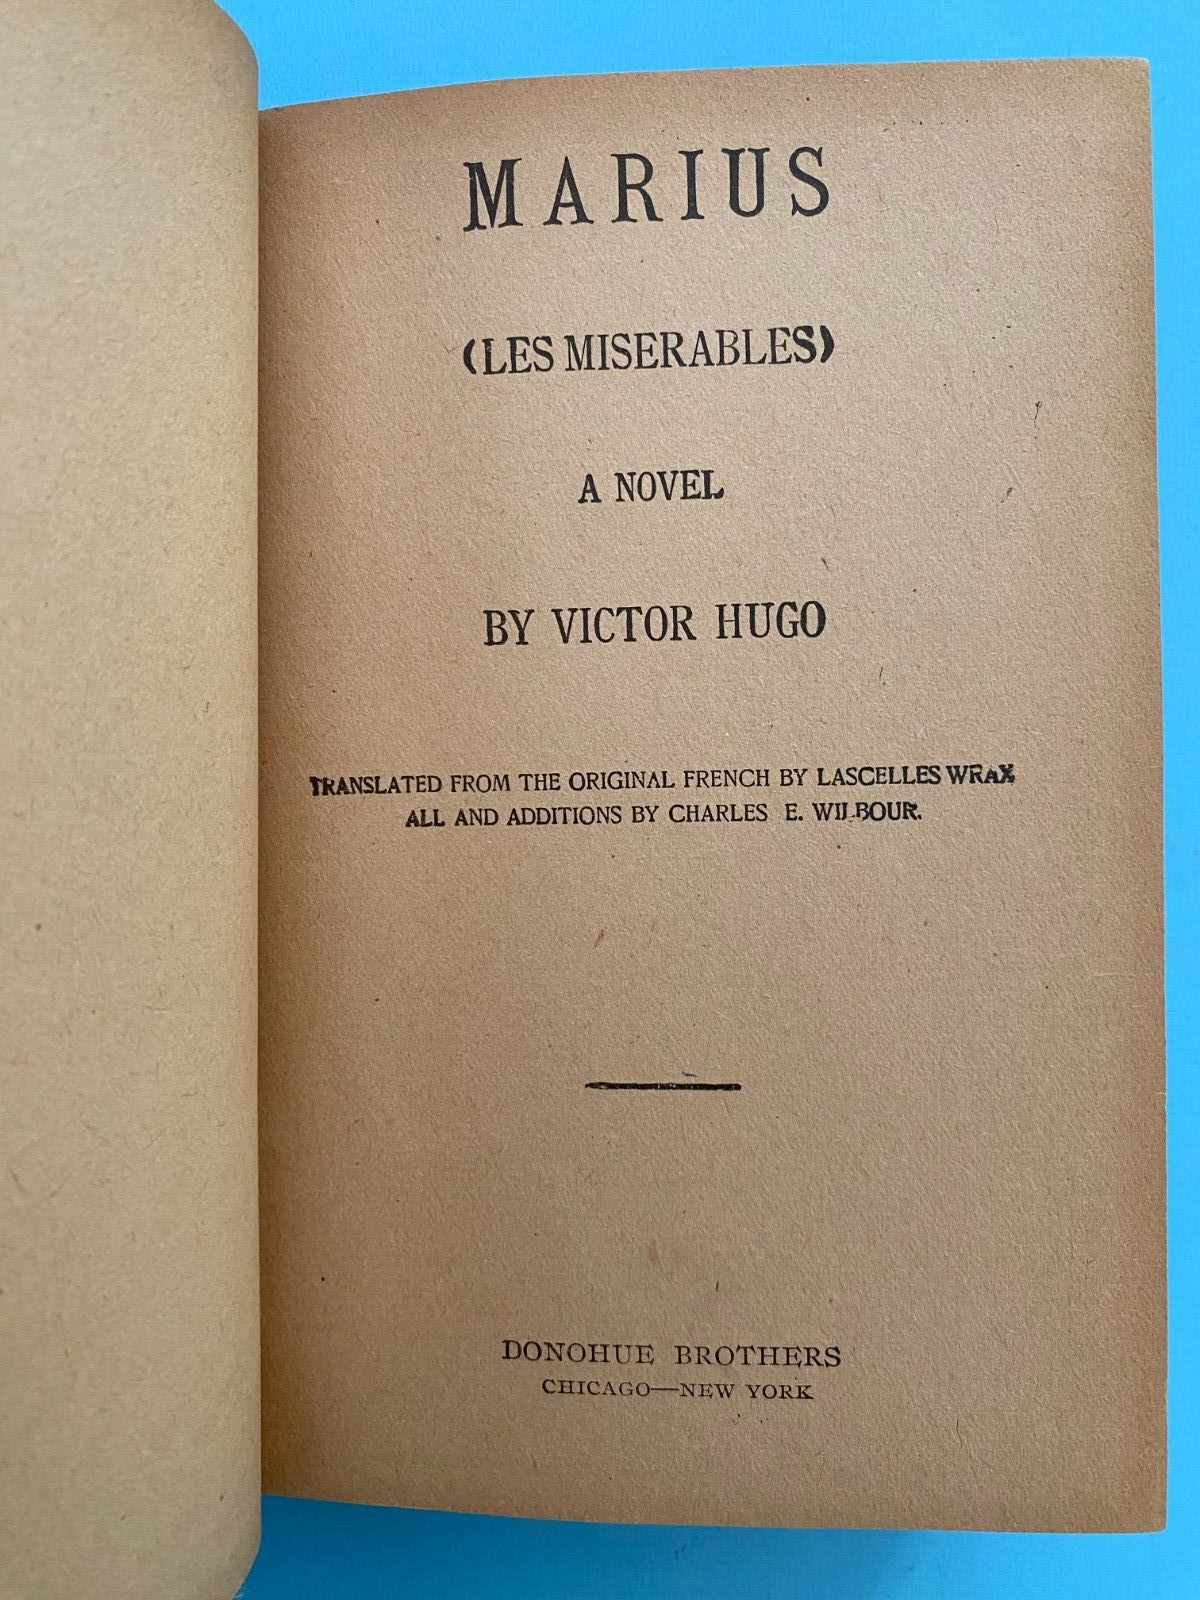 MARIUS
(LES MISERABLES)
A NOVEL
BY VICTOR HUGO
TRANSLATED FROM THE ORIGINAL FRENCH BY LASCELLES WRAX
ALL AND ADDITIONS BY CHARLES E. WILBOUR.
DONOHUE BROTHERS
CHICAGO—NEW YORK